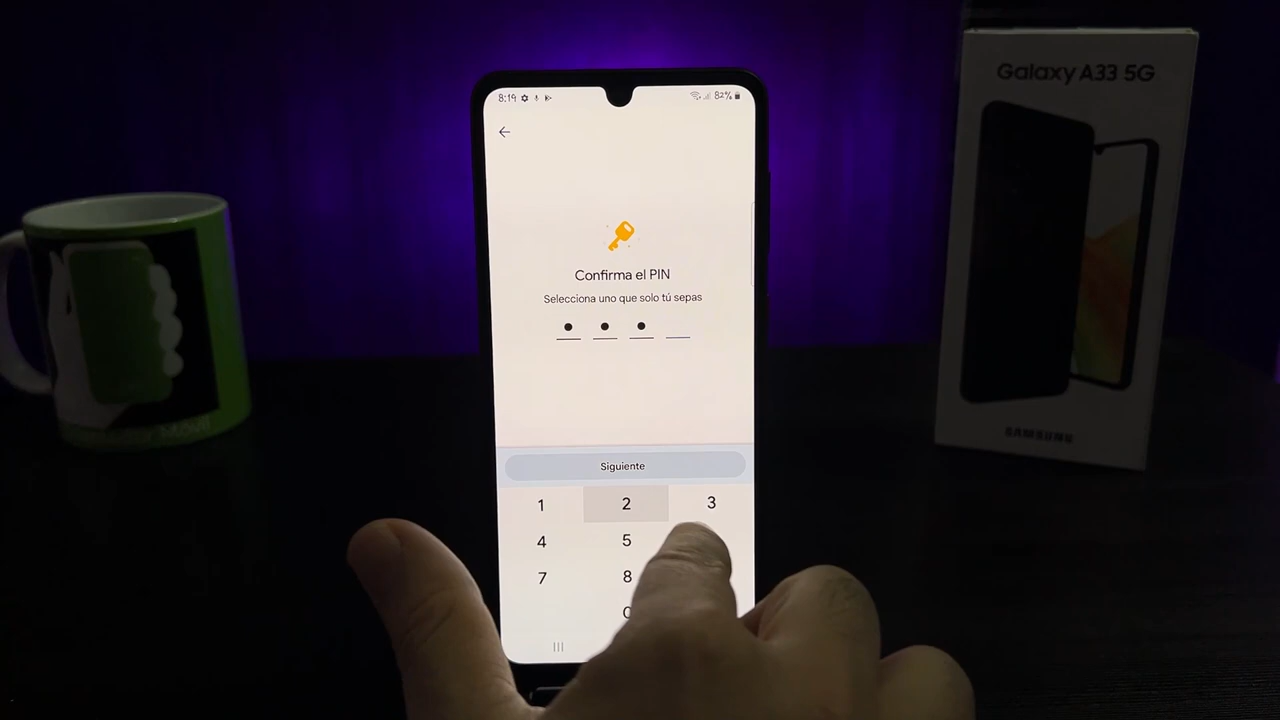 Galaxy A33 5G
8:19
82%
Confirma el PIN
Selecciona uno que solo tú sepas
Siguiente
1 2 3
4 5
7 8
0
SAMSUNG